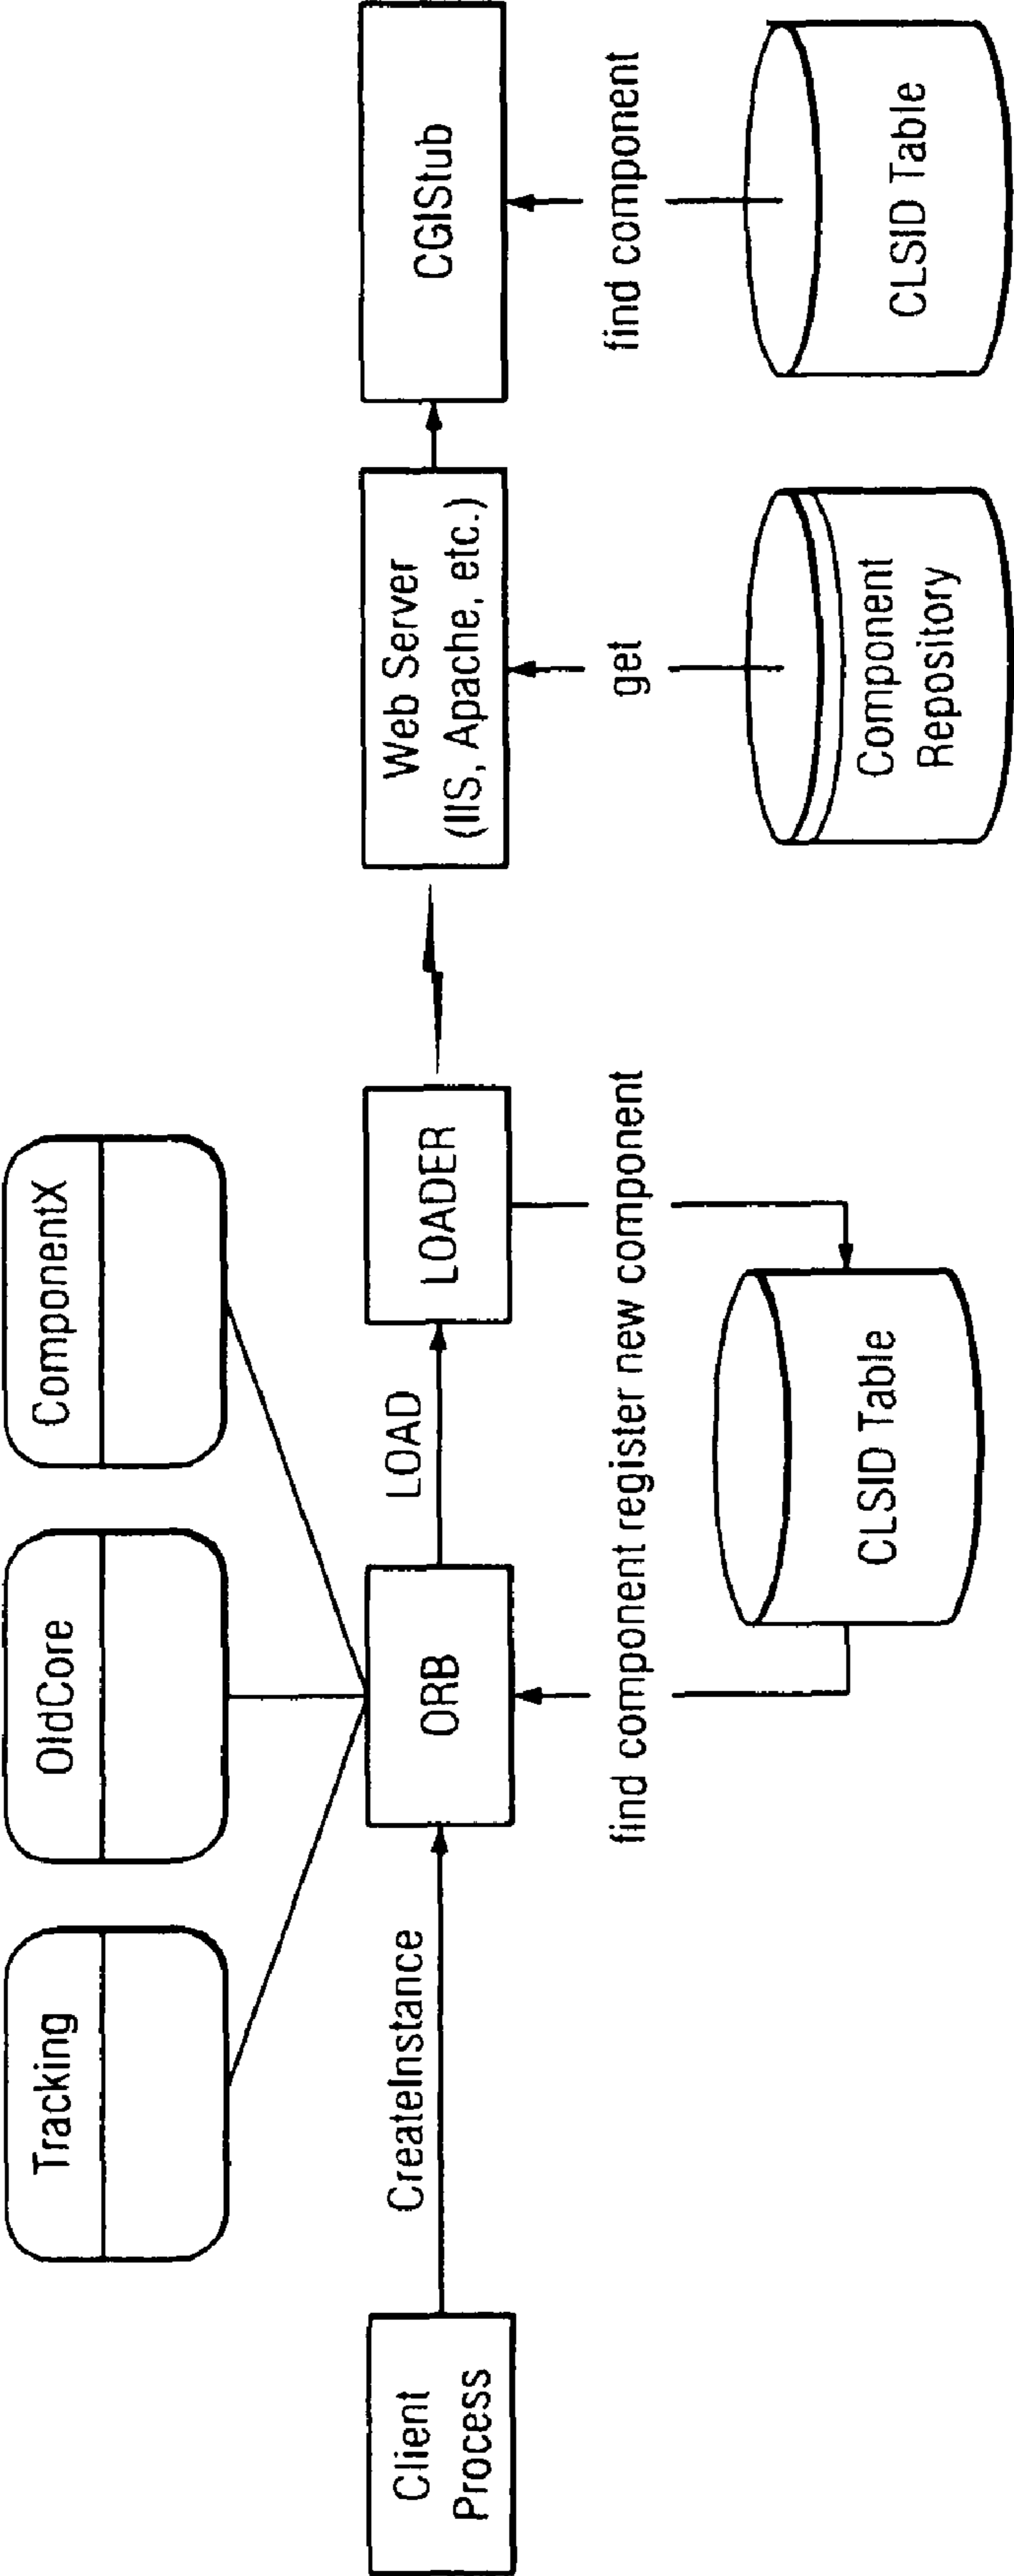 Tracking
OldCore
ComponentX
Client
Process
CreateInstance
ORB
LOAD
LOADER
Web Server
(IIS, Apache, etc.)
CGIStub
find component register new component
get
find component
CLSID Table
Component
Repository
CLSID Table